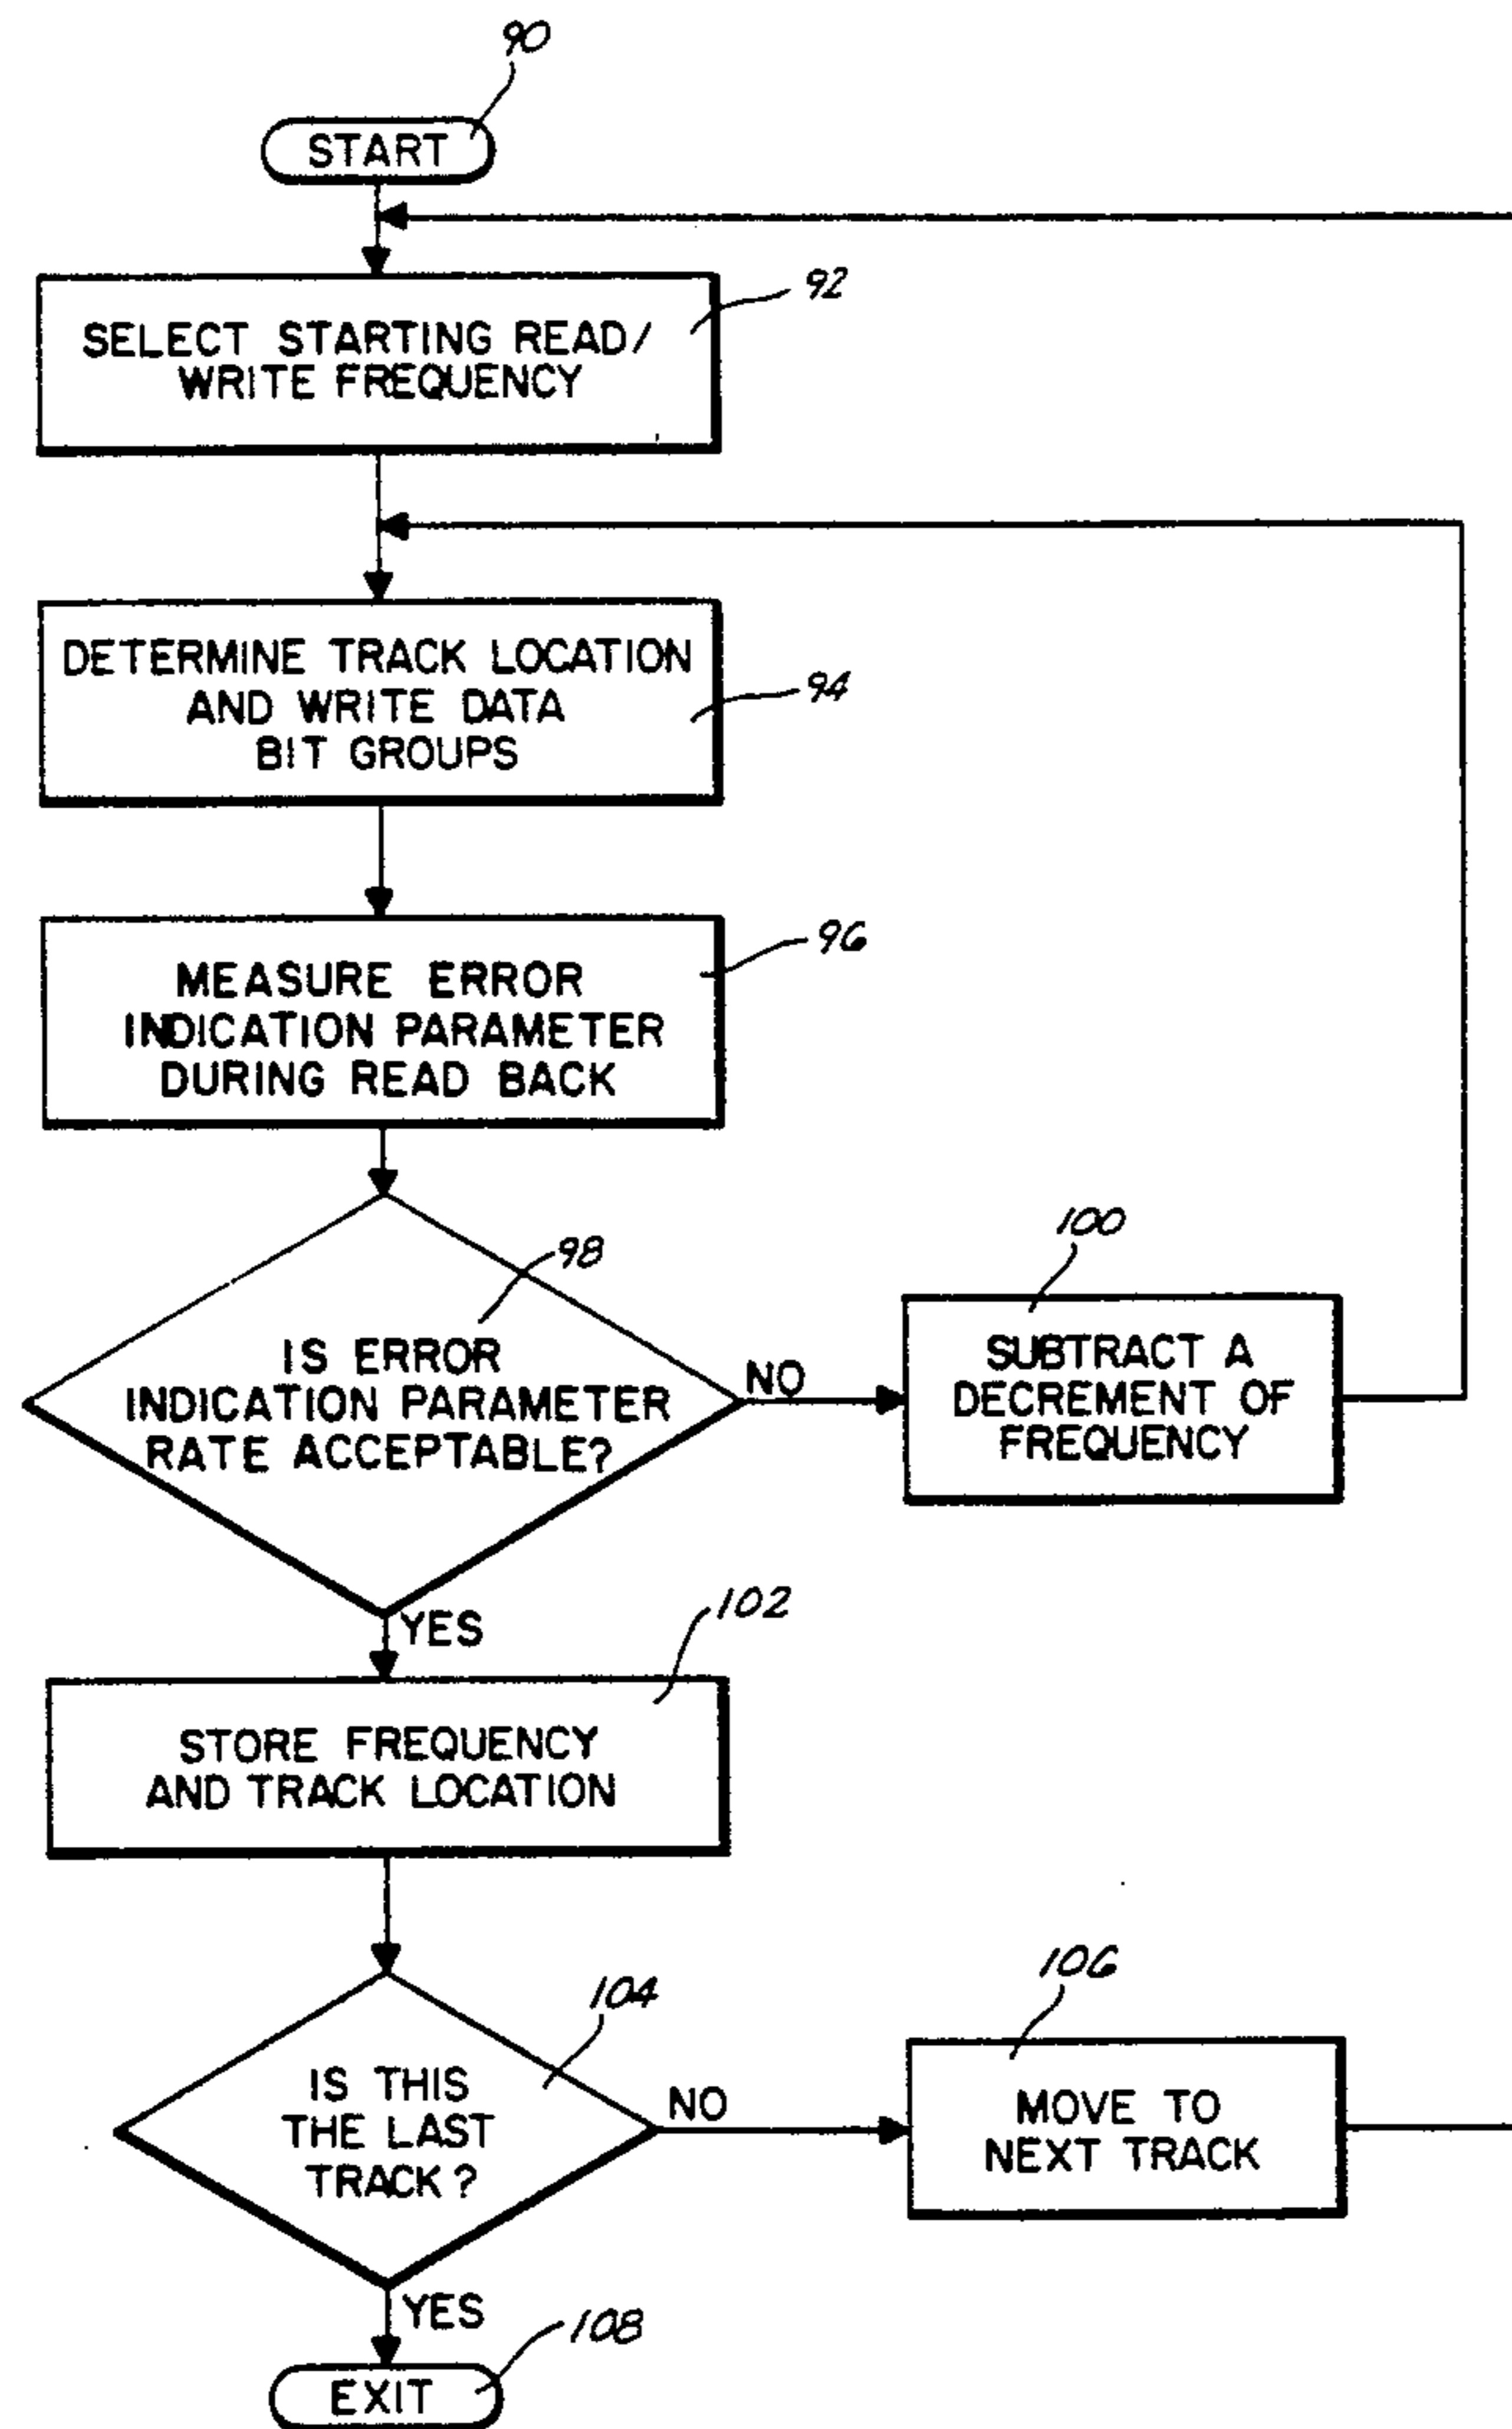 90
START
92
SELECT STARTING READ/
WRITE FREQUENCY
DETERMINE TRACK LOCATION
AND WRITE DATA
BIT GROUPS
94
96
MEASURE ERROR
INDICATION PARAMETER
DURING READ BACK
98
IS ERROR
INDICATION PARAMETER
RATE ACCEPTABLE?
NO
100
SUBTRACT A
DECREMENT OF
FREQUENCY
YES
102
STORE FREQUENCY
AND TRACK LOCATION
104
IS THIS
THE LAST
TRACK?
NO
106
MOVE TO
NEXT TRACK
YES
108
EXIT